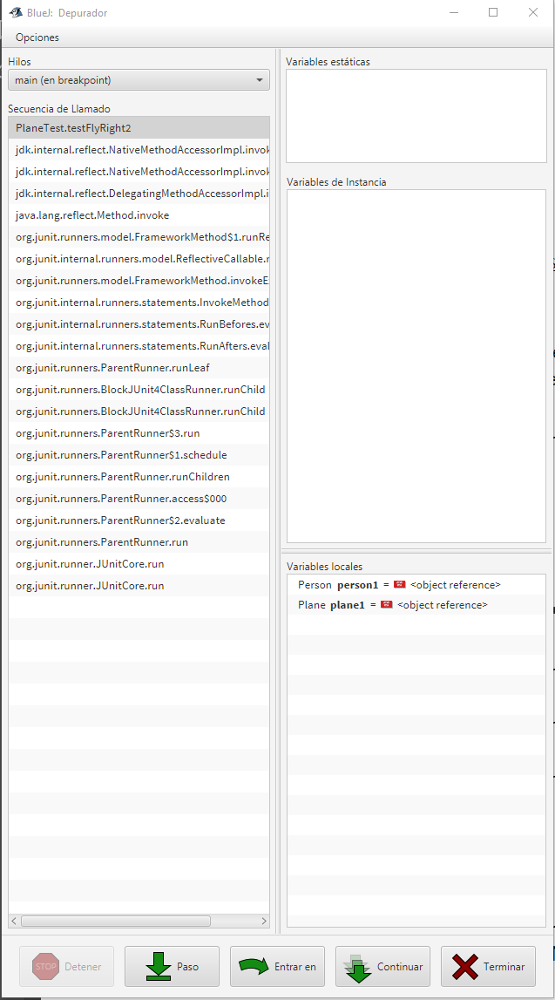 BlueJ: Depurador
Opciones
Hilos
main (en breakpoint)
Secuencia de Llamado
PlaneTest.testFlyRight2
jdk.internal.reflect.NativeMethodAccessorImpl.invok
jdk.internal.reflect.NativeMethodAccessorImpl.invok
jdk.internal.reflect.DelegatingMethodAccessorImpl.i
java.lang.reflect.Method.invoke
org.junit.runners.model.FrameworkMethod$1.runRe
org.junit.internal.runners.model.ReflectiveCallable.r
org.junit.runners.model.FrameworkMethod.invokeEx
org.junit.internal.runners.statements.InvokeMethod
org.junit.internal.runners.statements.RunBefores.ev
org.junit.internal.runners.statements.RunAfters.eval
org.junit.runners.ParentRunner.runLeaf
org.junit.runners.BlockJUnit4ClassRunner.runChild
org.junit.runners.BlockJUnit4ClassRunner.runChild
org.junit.runners.ParentRunner$3.run
org.junit.runners.ParentRunner$1.schedule
org.junit.runners.ParentRunner.runChildren
org.junit.runners.ParentRunner.access$000
org.junit.runners.ParentRunner$2.evaluate
org.junit.runners.ParentRunner.run
org.junit.runner.JUnitCore.run
org.junit.runner.JUnitCore.run
Variables estáticas
Variables de Instancia
Variables locales
Person person1 = <object reference>
Plane plane1 = <object reference>
STOP Detener
Paso
Entrar en
Continuar
Terminar